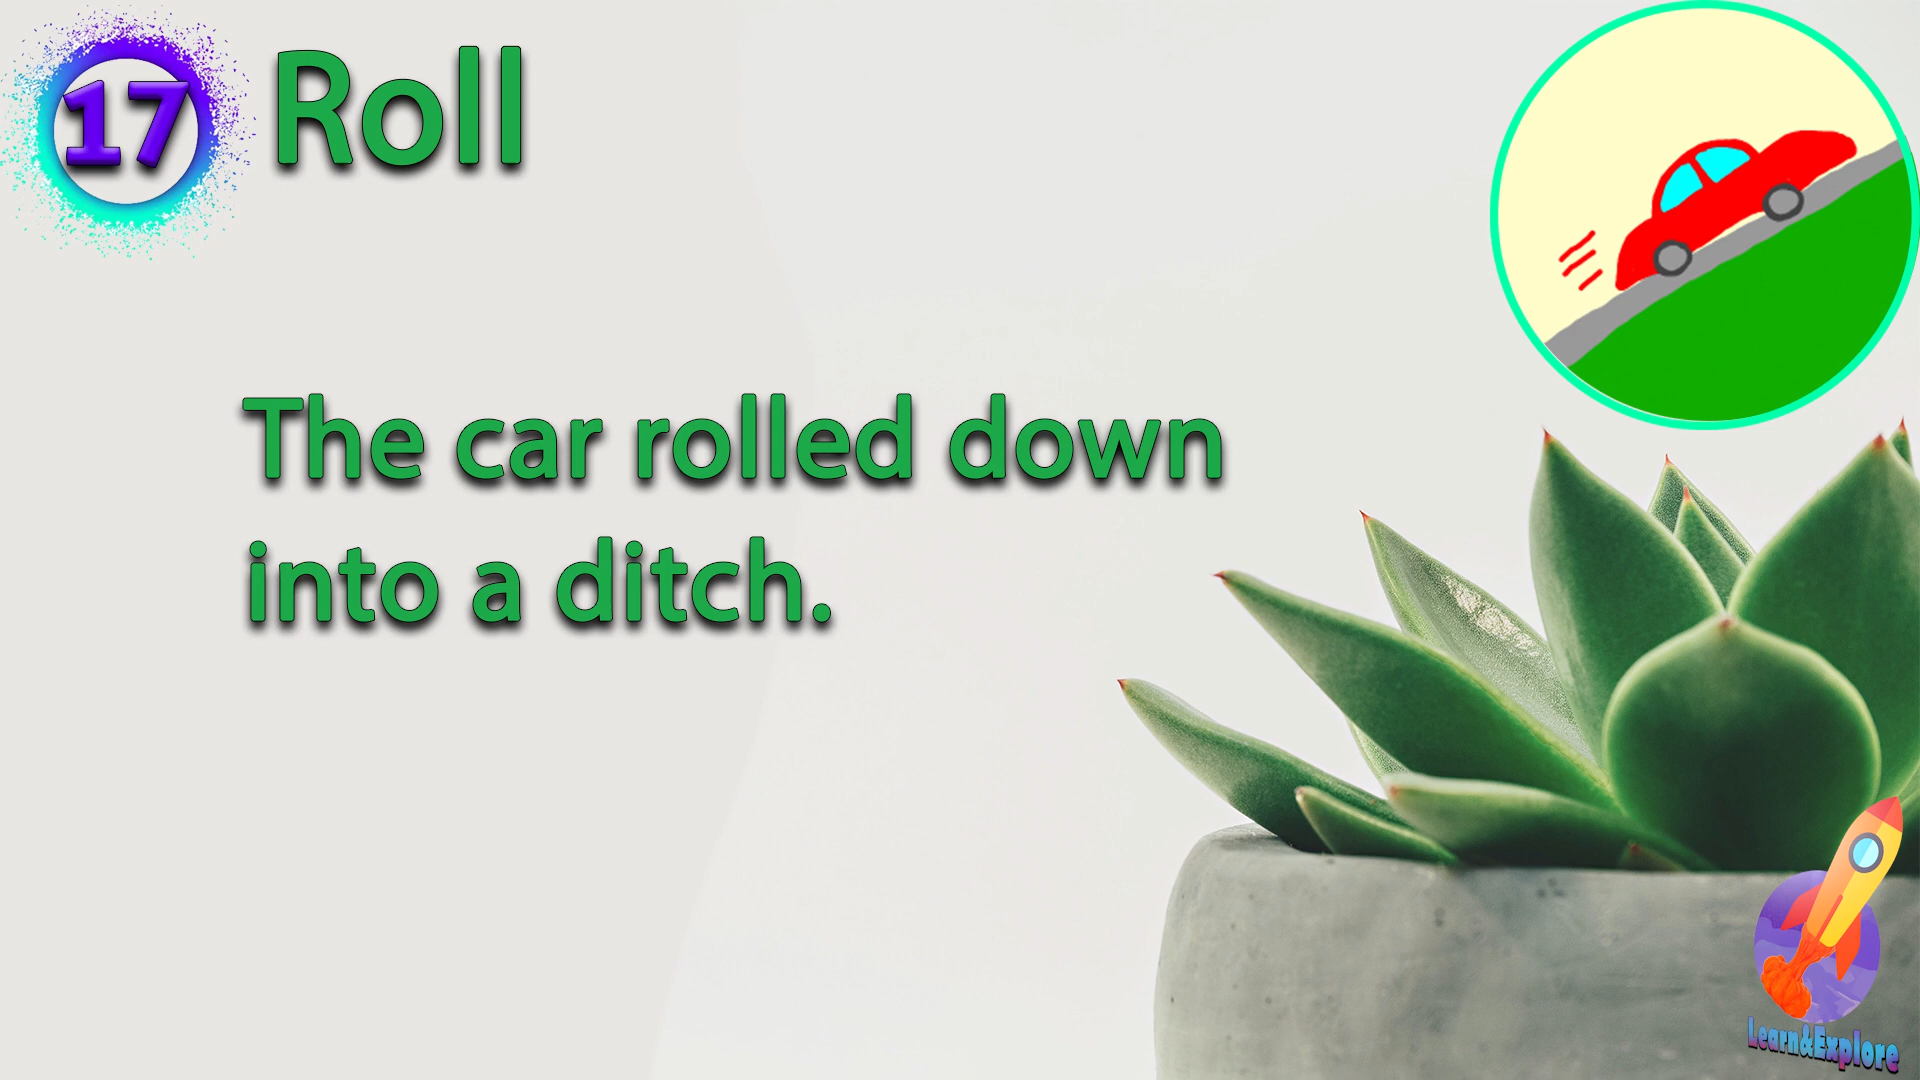 17 Roll
The car rolled down
into a ditch.
Learn&Explore